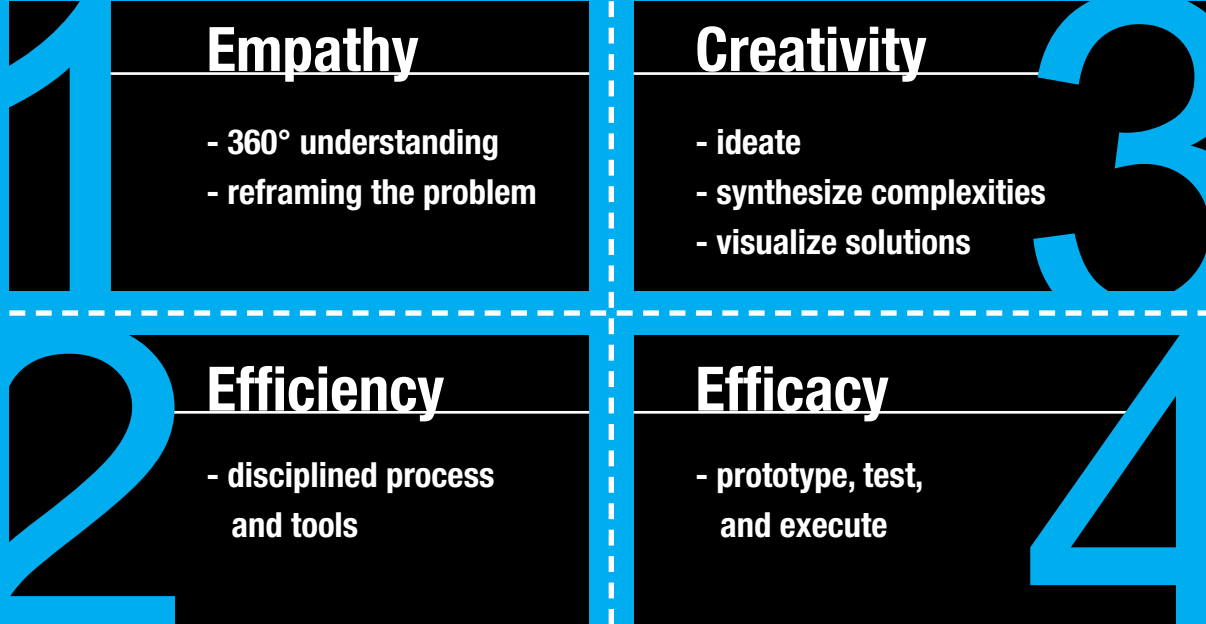 1
Empathy
- 360° understanding
- reframing the problem
2
Efficiency
- disciplined process
and tools
3
Creativity
- ideate
- synthesize complexities
- visualize solutions
4
Efficacy
- prototype, test,
and execute